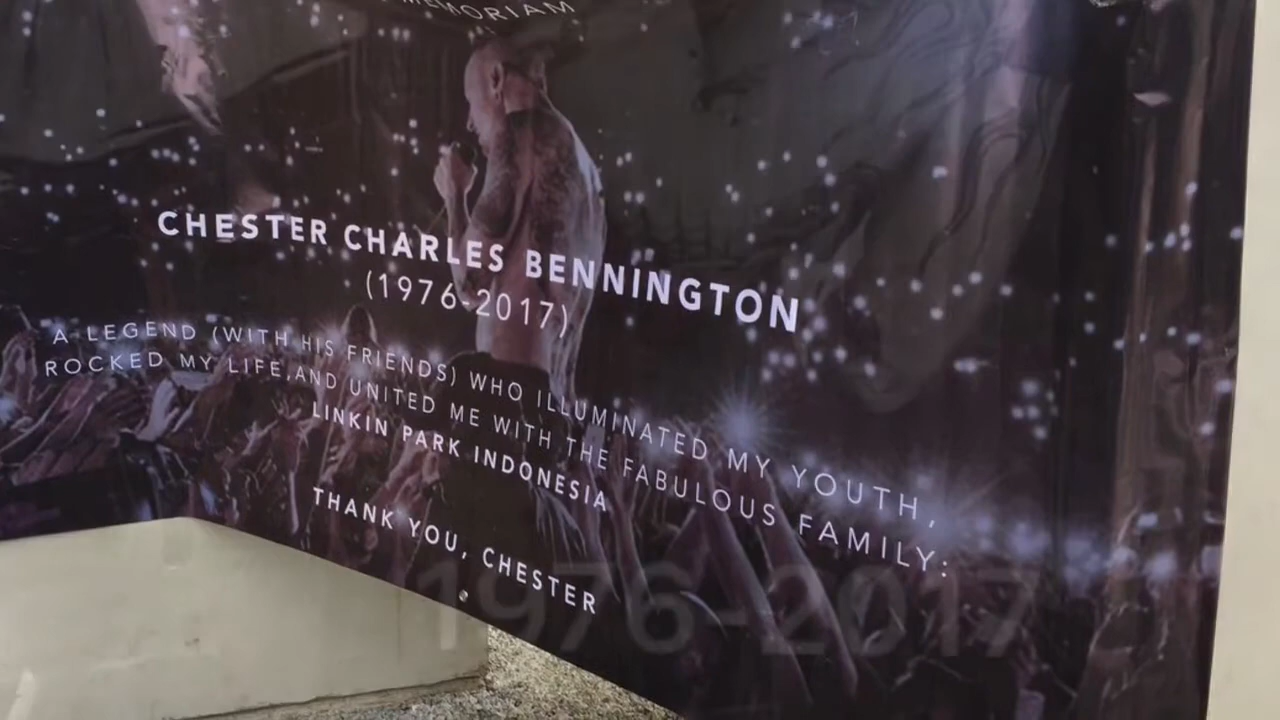 MEMORIAM
CHESTER CHARLES BENNINGTON
(1976-2017)
A LEGEND (WITH HIS FRIENDS) WHO ILLUMINATED MY YOUTH,
ROCKED MY LIFE,AND UNITED ME WITH THE FABULOUS FAMILY:
LINKIN PARK INDONESIA
THANK YOU, CHESTER
1976-2017